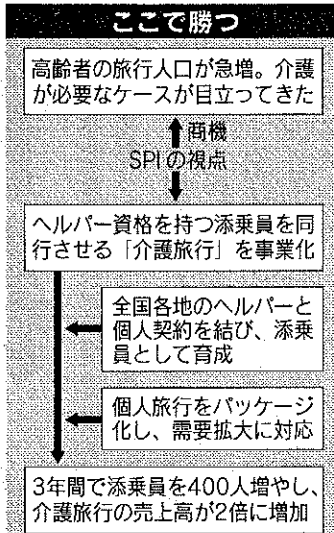 ここで勝つ
高齢者の旅行人口が急増。介護
が必要なケースが目立ってきた
商機
SPIの視点
ヘルパー資格を持つ添乗員を同
行させる「介護旅行」を事業化
全国各地のヘルパーと
個人契約を結び、添乗
員として育成
個人旅行をパッケージ
化し、需要拡大に対応
3年間で添乗員を400人増やし、
介護旅行の売上高が2倍に増加